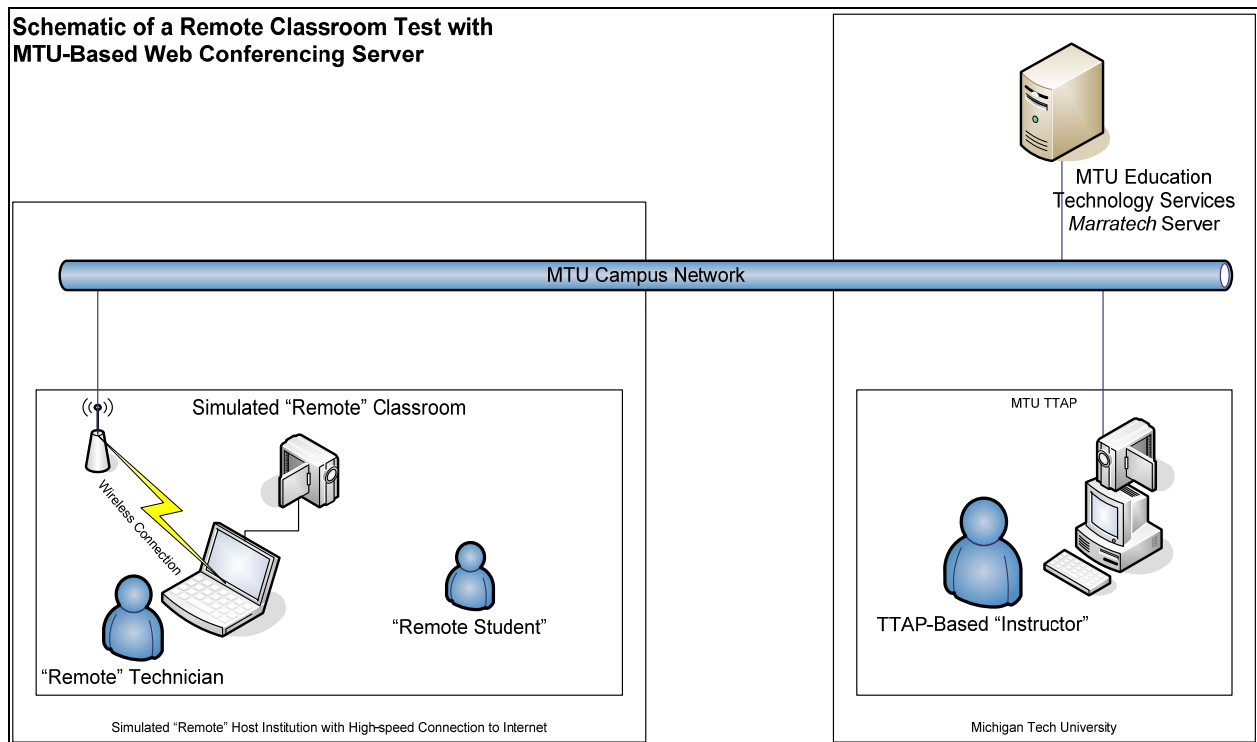 Schematic of a Remote Classroom Test with
MTU-Based Web Conferencing Server
MTU Education
Technology Services
Marratech Server
MTU Campus Network
Simulated “Remote” Classroom
Wireless Connection
“Remote Student”
“Remote” Technician
Simulated “Remote” Host Institution with High-speed Connection to Internet
MTU TTAP
TTAP-Based “Instructor”
Michigan Tech University